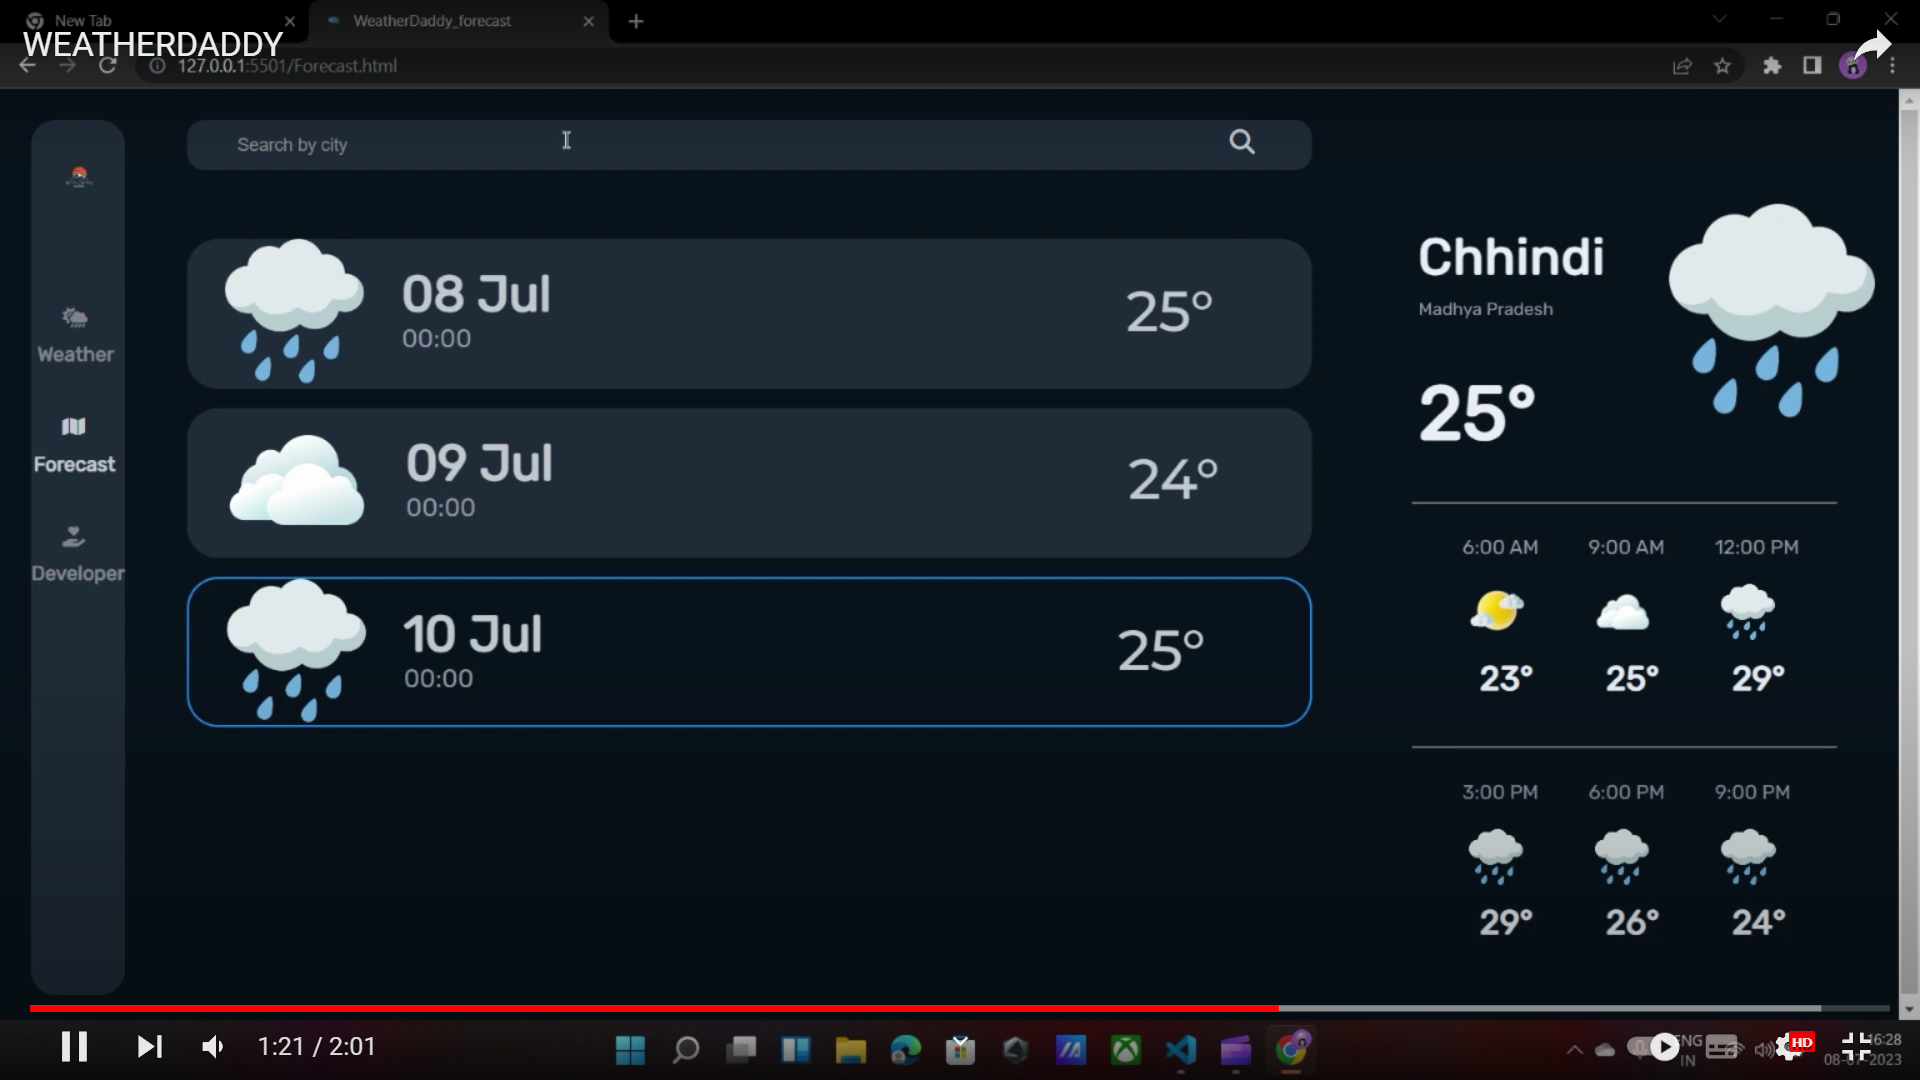 New Tab
WeatherDaddy_forecast
WEATHERDADDY
127.0.0.1:5501/Forecast.html
Search by city
Weather
Forecast
Developer
08 Jul
00:00
25°
09 Jul
00:00
24°
10 Jul
00:00
25°
Chhindi
Madhya Pradesh
25°
6:00 AM 9:00 AM 12:00 PM
23° 25° 29°
3:00 PM 6:00 PM 9:00 PM
29° 26° 24°
1:21 / 2:01
ENG
IN
HD
16:28
08-07-2023